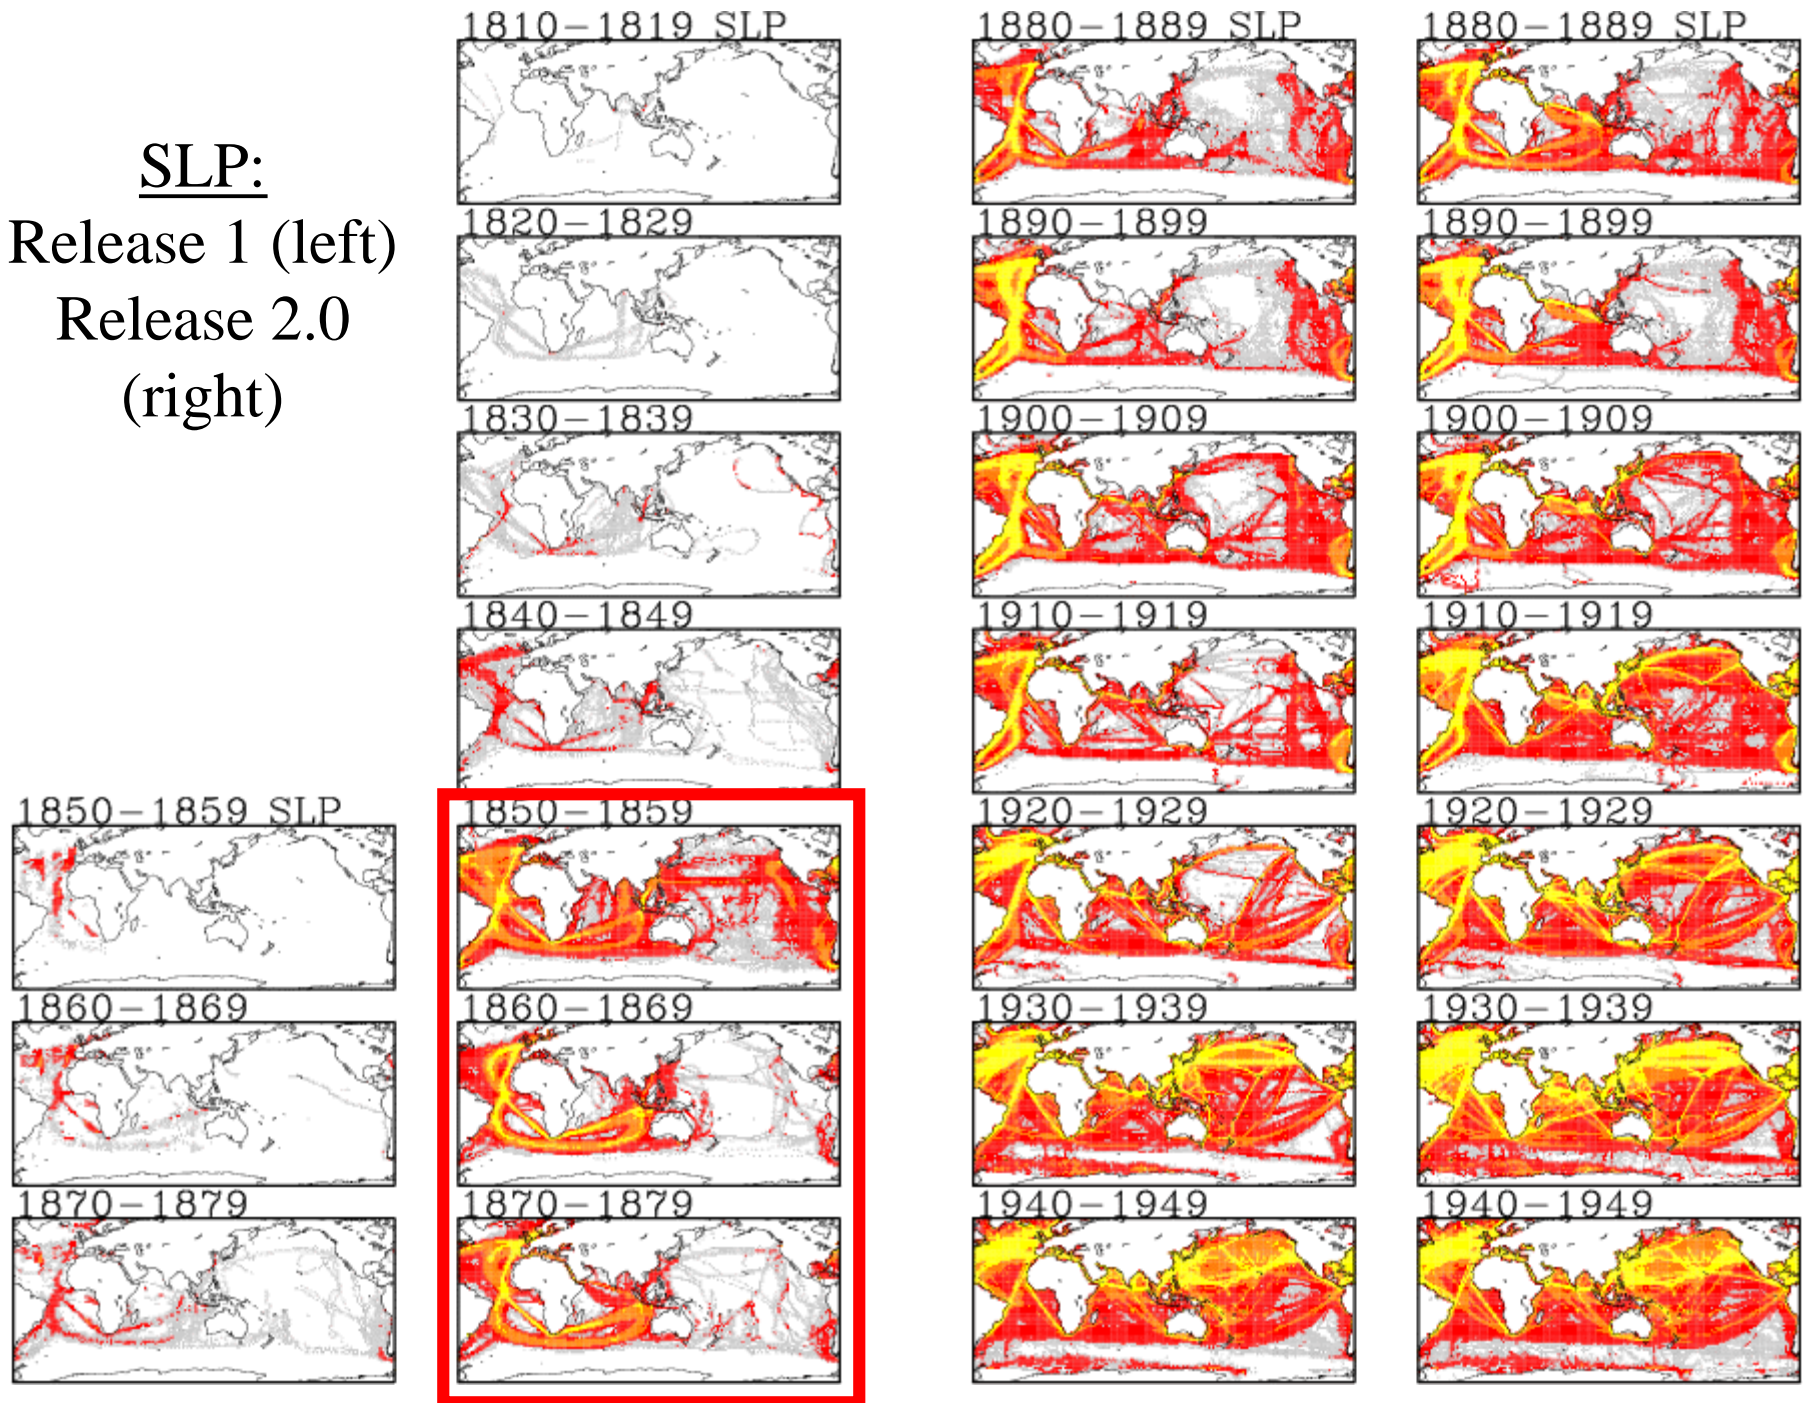 SLP:
Release 1 (left)
Release 2.0
(right)
1850-1859 SLP
1860-1869
1870-1879
1810-1819 SLP
1820-1829
1830-1839
1840-1849
1850-1859
1860-1869
1870-1879
1880-1889 SLP
1890-1899
1900-1909
1910-1919
1920-1929
1930-1939
1940-1949
1880-1889 SLP
1890-1899
1900-1909
1910-1919
1920-1929
1930-1939
1940-1949